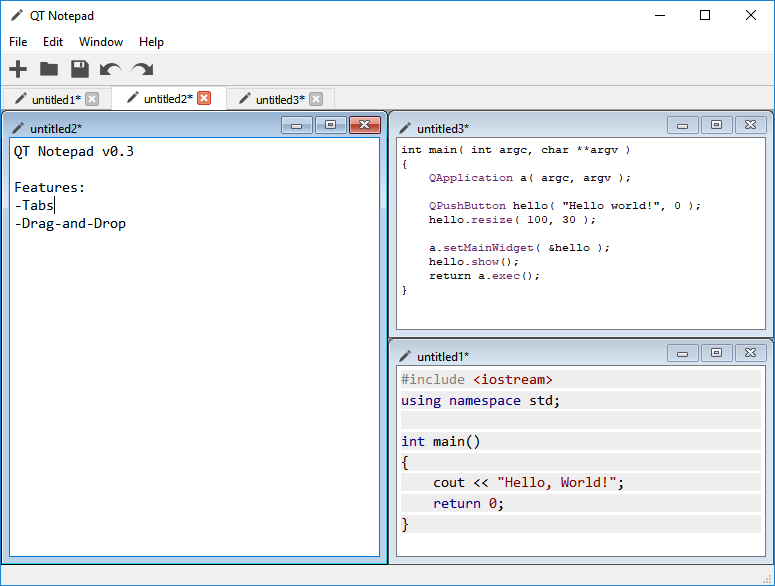 QT Notepad
File Edit Window Help
untitled1* untitled2* untitled3*
untitled2*
QT Notepad v0.3

Features:
-Tabs
-Drag-and-Drop
untitled3*
int main( int argc, char **argv )
{
    QApplication a( argc, argv );

    QPushButton hello( "Hello world!", 0 );
    hello.resize( 100, 30 );

    a.setMainWidget( &hello );
    hello.show();
    return a.exec();
}
untitled1*
#include <iostream>
using namespace std;

int main()
{
    cout << "Hello, World!";
    return 0;
}